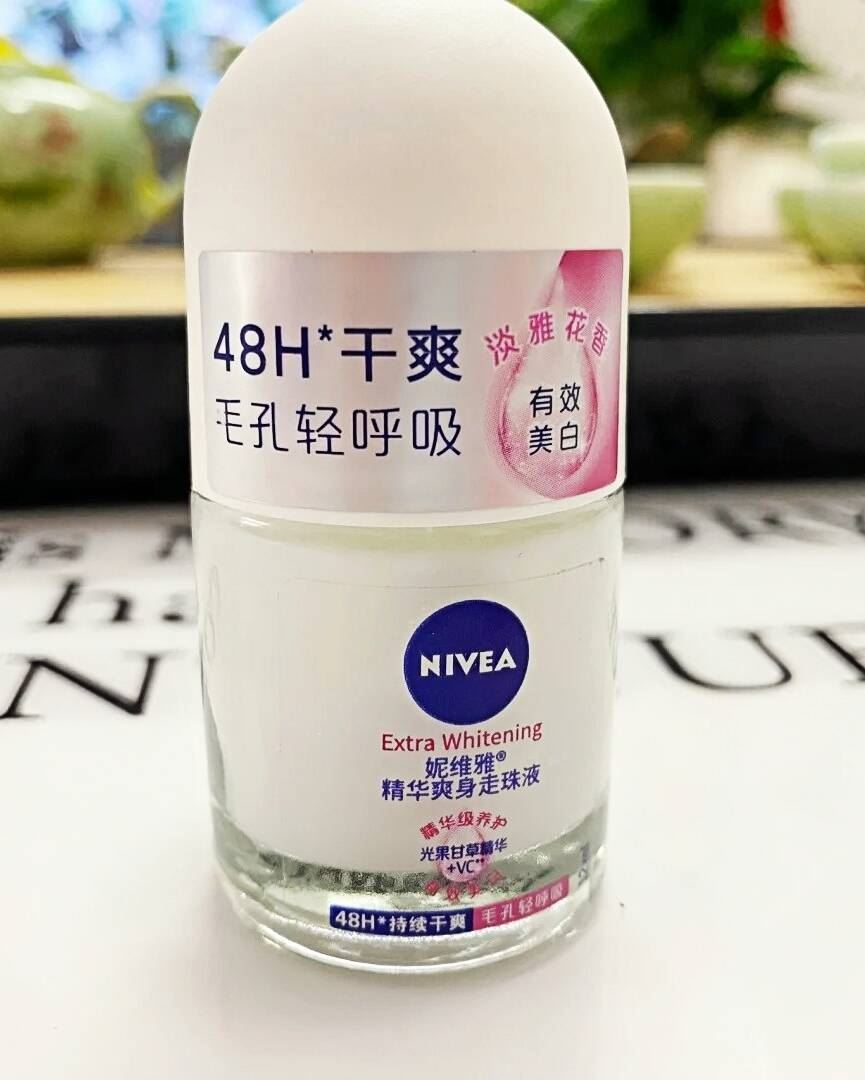 48H*干爽
毛孔轻呼吸
淡雅花香
有效
美白
NIVEA
Extra Whitening
妮维雅®
精华爽身走珠液
精华级养护
光果甘草精华
+VC**
48H*持续干爽
毛孔轻呼吸
ha
N
UR